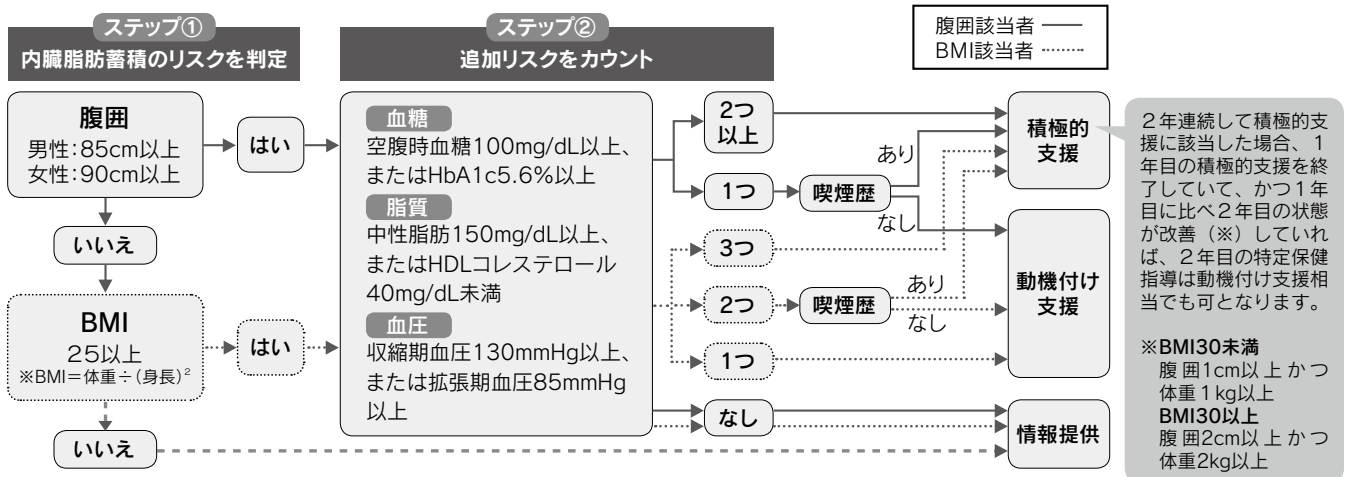 ステップ①
内臓脂肪蓄積のリスクを判定
ステップ②
追加リスクをカウント
腹囲該当者
BMI該当者
腹囲
男性:85cm以上
女性:90cm以上
はい
いいえ
BMI
25以上
※BMI=体重÷(身長)²
はい
いいえ
血糖
空腹時血糖100mg/dL以上、
またはHbA1c5.6%以上
脂質
中性脂肪150mg/dL以上、
またはHDLコレステロール
40mg/dL未満
血圧
収縮期血圧130mmHg以上、
または拡張期血圧85mmHg
以上
2つ
以上
1つ
喫煙歴
あり
なし
3つ
2つ
喫煙歴
あり
なし
1つ
なし
積極的
支援
動機付け
支援
情報提供
2年連続して積極的支
援に該当した場合、1
年目の積極的支援を終
了していて、かつ1年
目に比べ2年目の状態
が改善(※)していれ
ば、2年目の特定保健
指導は動機付け支援相
当でも可となります。
※BMI30未満
腹囲1cm以上かつ
体重1kg以上
BMI30以上
腹囲2cm以上かつ
体重2kg以上